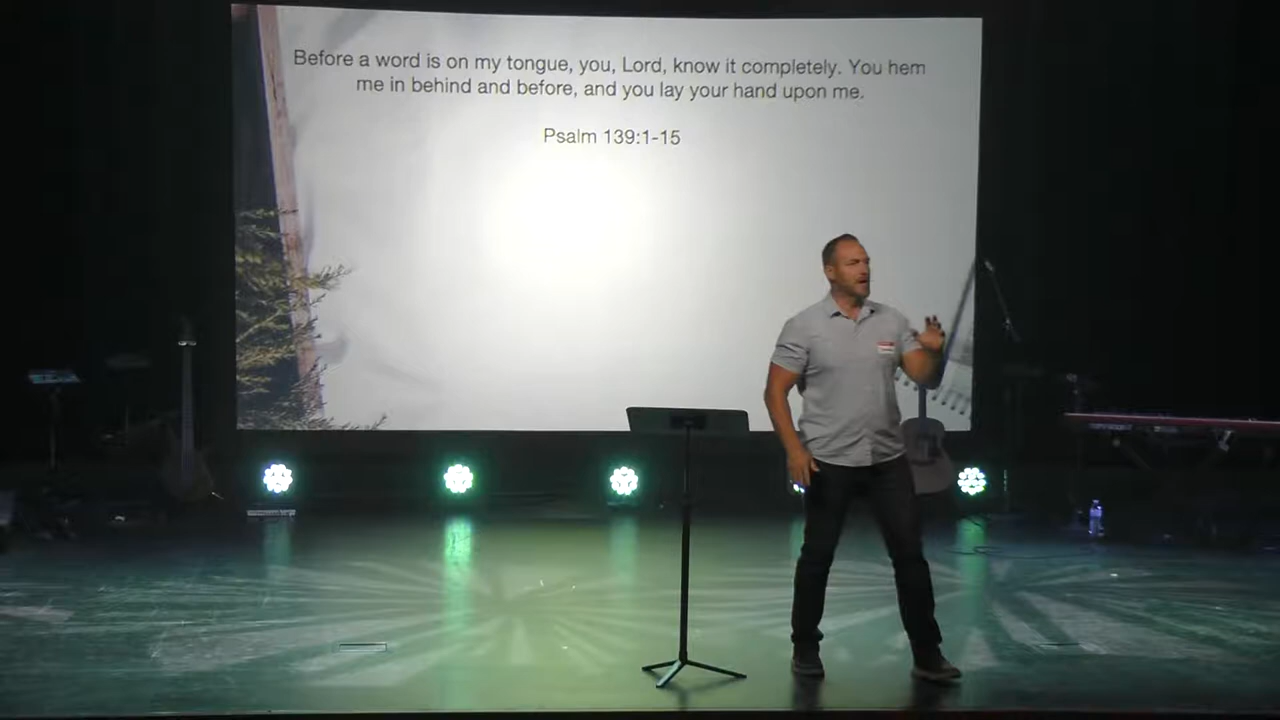 Before a word is on my tongue, you, Lord, know it completely. You hem
me in behind and before, and you lay your hand upon me.
Psalm 139:1-15